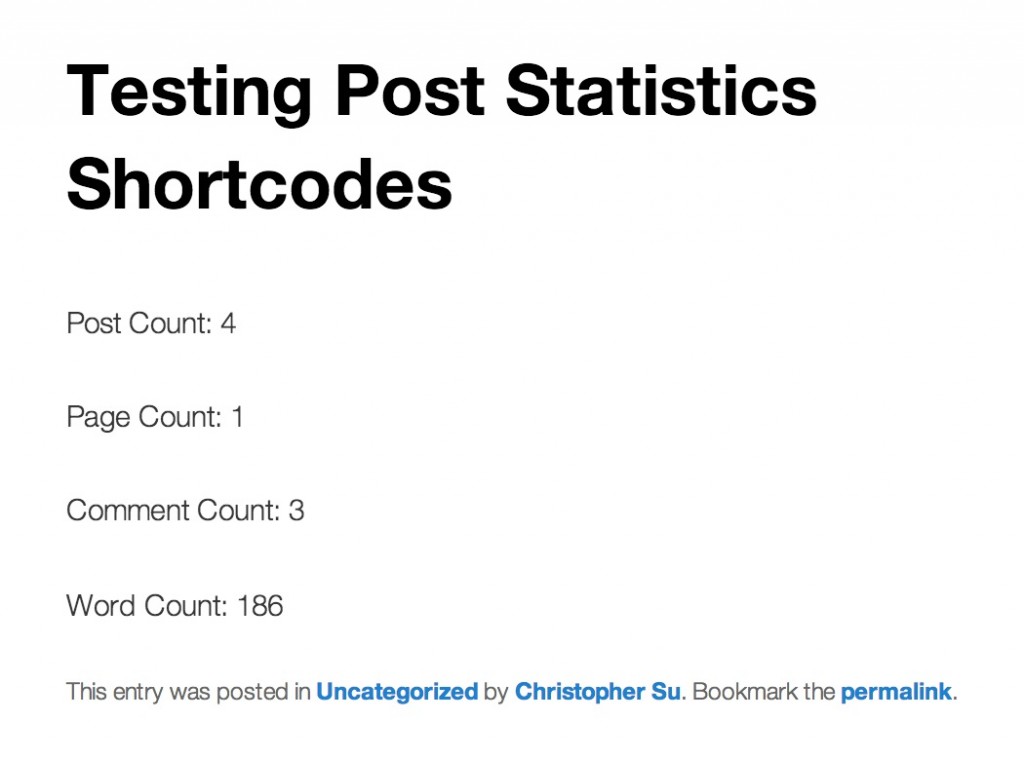 Testing Post Statistics
Shortcodes
Post Count: 4
Page Count: 1
Comment Count: 3
Word Count: 186
This entry was posted in Uncategorized by Christopher Su. Bookmark the permalink.